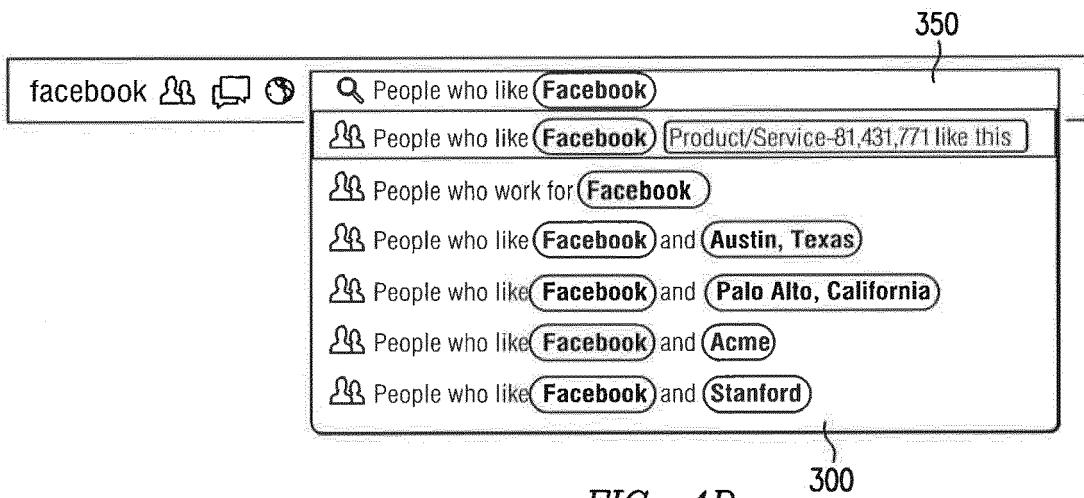 350
facebook People who like Facebook
People who like Facebook Product/Service-81,431,771 like this
People who work for Facebook
People who like Facebook and Austin, Texas
People who like Facebook and Palo Alto, California
People who like Facebook and Acme
People who like Facebook and Stanford
300